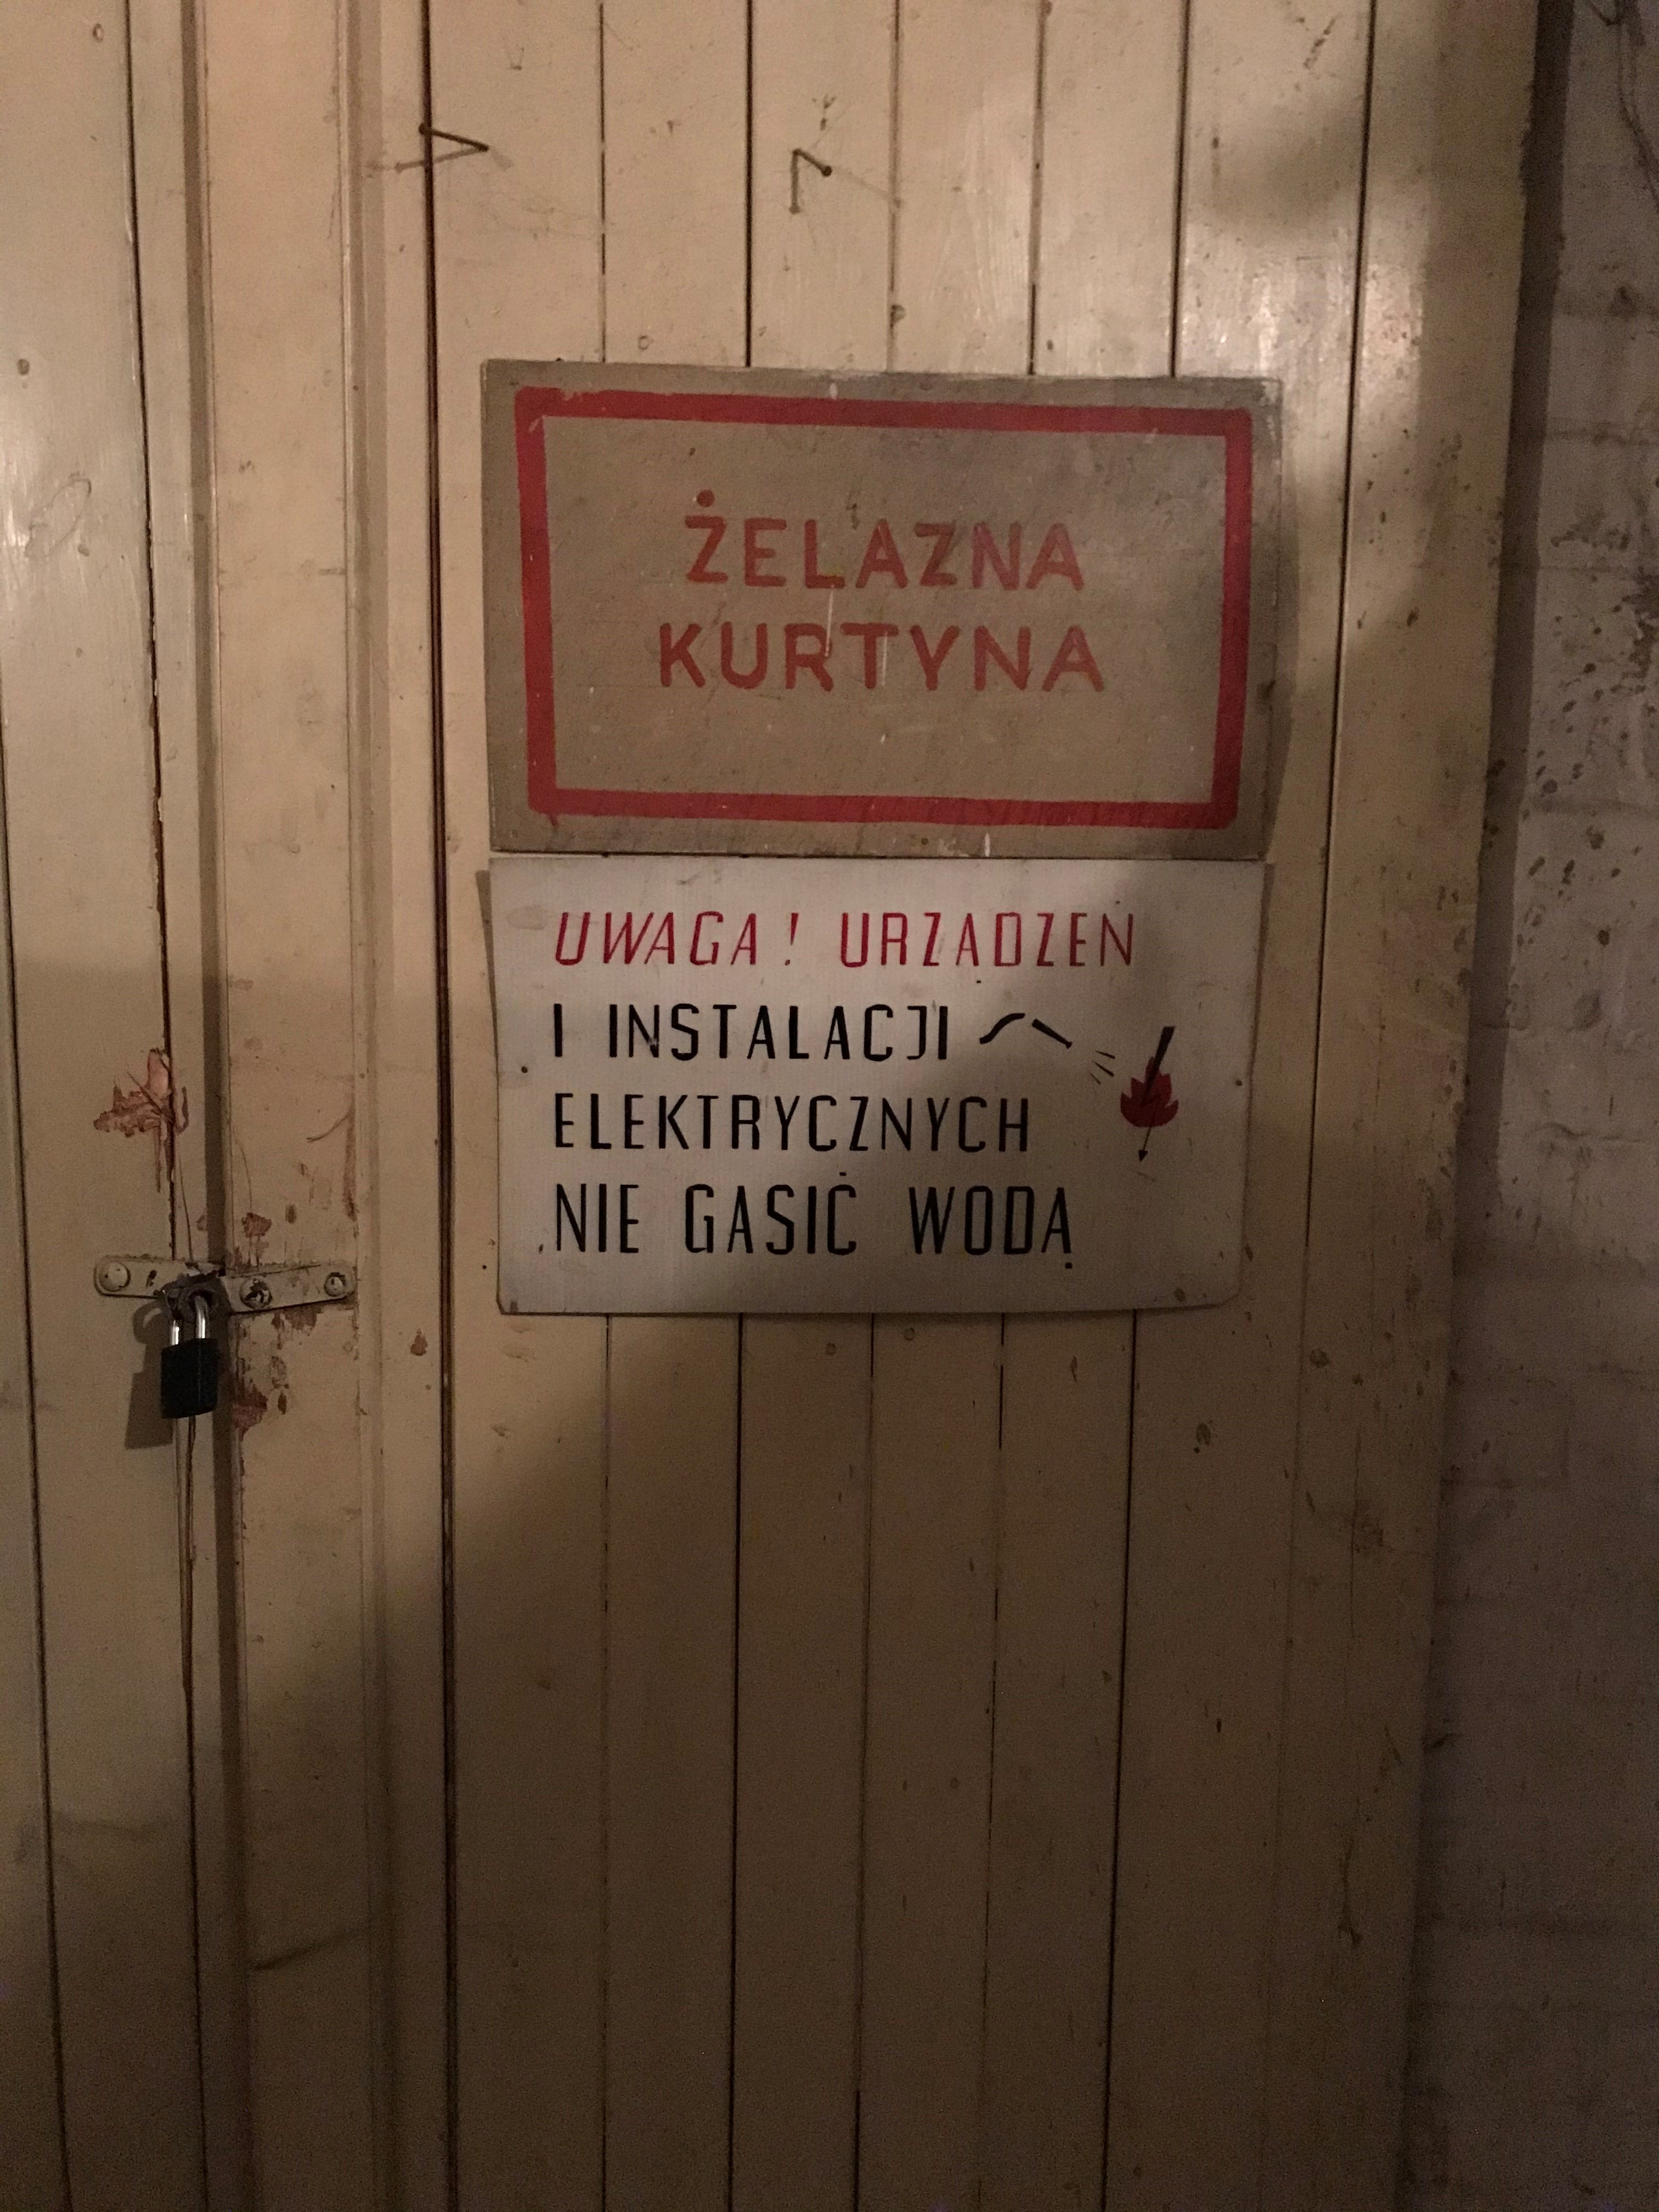 ŻELAZNA
KURTYNA
UWAGA! URZADZEN
I INSTALACJI
ELEKTRYCZNYCH
NIE GASIĆ WODĄ